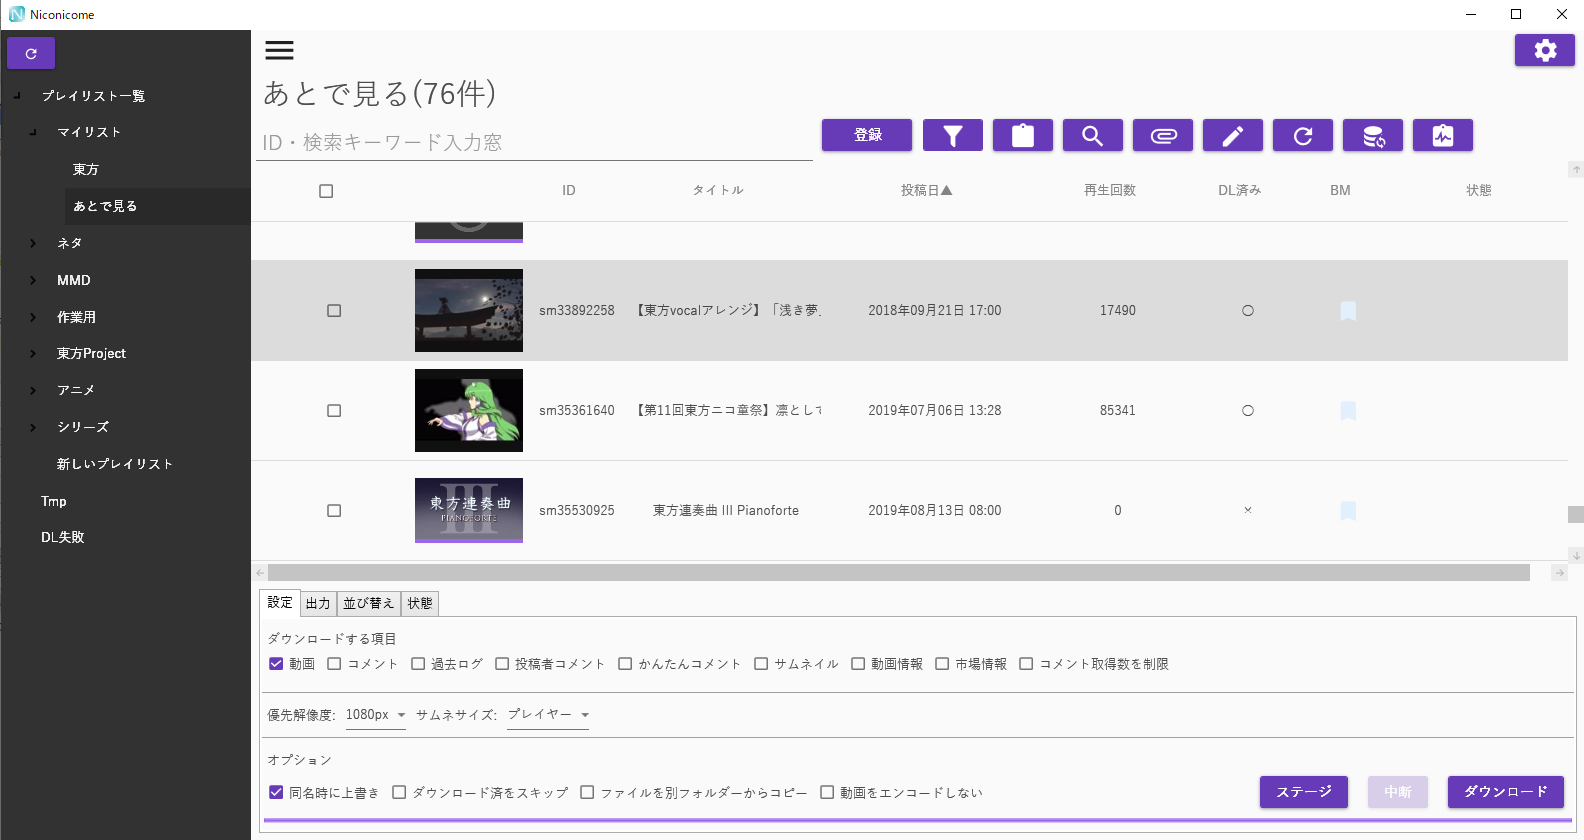 Niconicome
プレイリスト一覧
マイリスト
東方
あとで見る
ネタ
MMD
作業用
東方Project
アニメ
シリーズ
新しいプレイリスト
Tmp
DL失敗
あとで見る(76件)
ID・検索キーワード入力窓
登録
ID タイトル 投稿日▲ 再生回数 DL済み BM 状態
sm33892258 【東方vocalアレンジ】「浅き夢 2018年09月21日 17:00 17490 ○
sm35361640 【第11回東方ニコ童祭】凛として 2019年07月06日 13:28 85341 ○
東方連奏曲
III
PIANOFORTE
sm35530925 東方連奏曲 III Pianoforte 2019年08月13日 08:00 0 ×
設定 出力 並び替え 状態
ダウンロードする項目
動画 コメント 過去ログ 投稿者コメント かんたんコメント サムネイル 動画情報 市場情報 コメント取得数を制限
優先解像度: 1080px サムネサイズ: プレイヤー
オプション
同名時に上書き ダウンロード済をスキップ ファイルを別フォルダーからコピー 動画をエンコードしない
ステージ 中断 ダウンロード